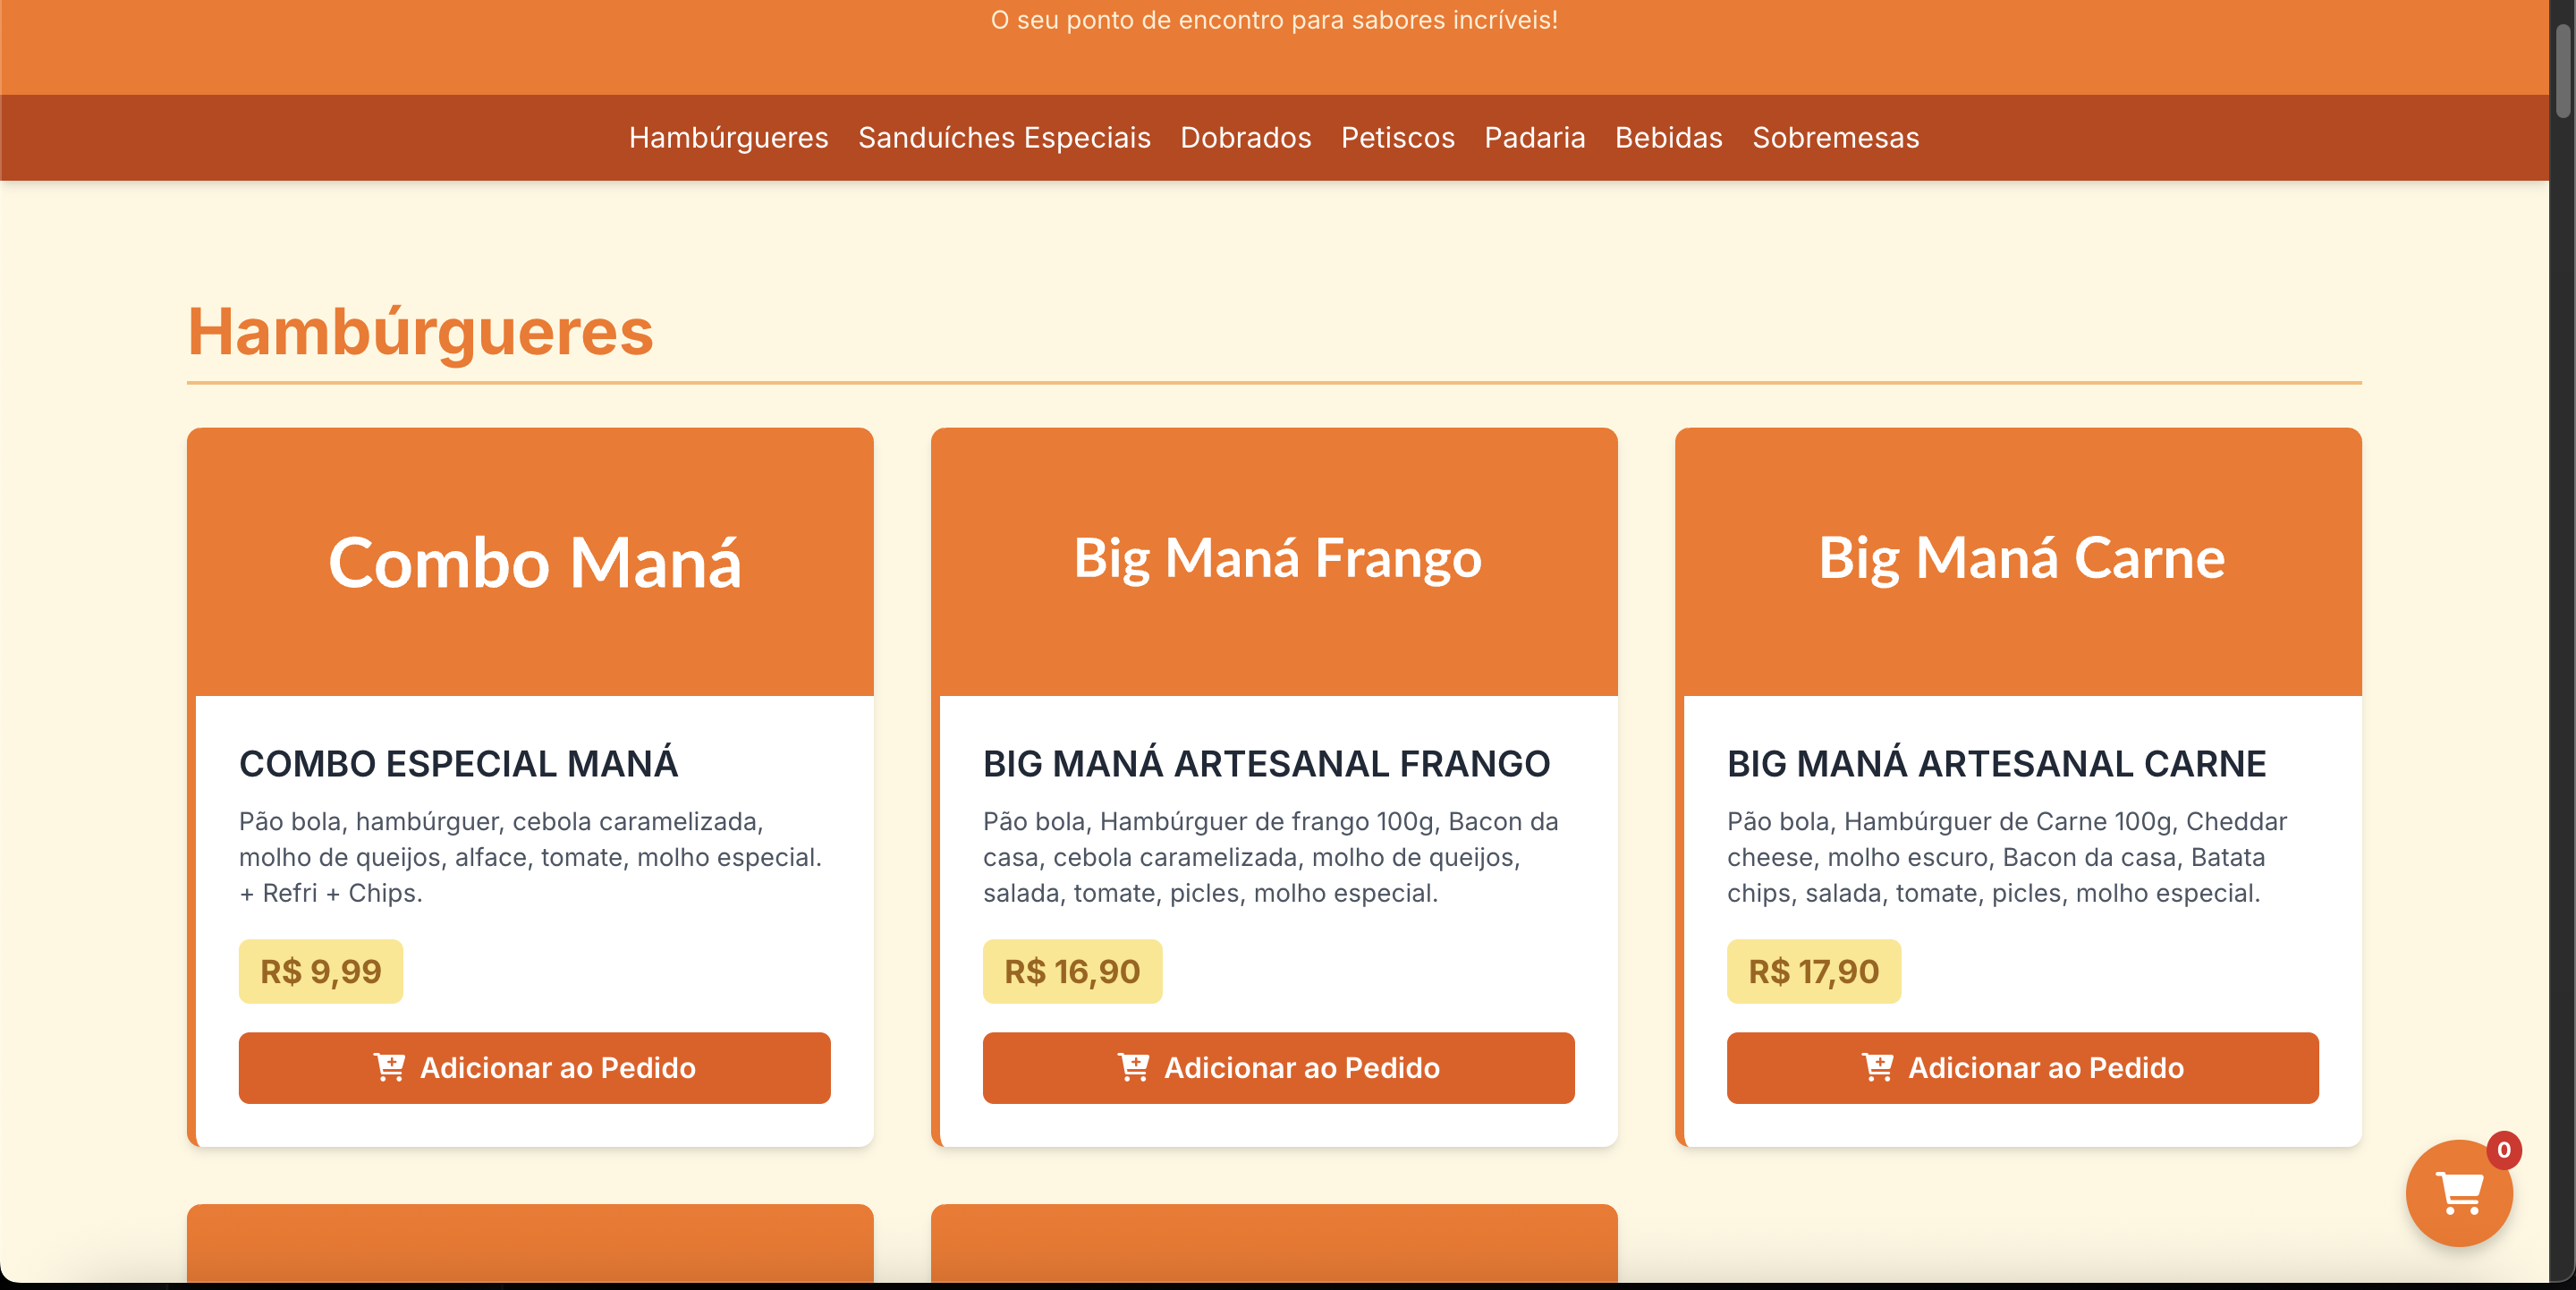 O seu ponto de encontro para sabores incríveis!
Hambúrgueres Sanduíches Especiais Dobrados Petiscos Padaria Bebidas Sobremesas
Hambúrgueres
Combo Maná
COMBO ESPECIAL MANÁ
Pão bola, hambúrguer, cebola caramelizada,
molho de queijos, alface, tomate, molho especial.
+ Refri + Chips.
R$ 9,99
Adicionar ao Pedido
Big Maná Frango
BIG MANÁ ARTESANAL FRANGO
Pão bola, Hambúrguer de frango 100g, Bacon da
casa, cebola caramelizada, molho de queijos,
salada, tomate, picles, molho especial.
R$ 16,90
Adicionar ao Pedido
Big Maná Carne
BIG MANÁ ARTESANAL CARNE
Pão bola, Hambúrguer de Carne 100g, Cheddar
cheese, molho escuro, Bacon da casa, Batata
chips, salada, tomate, picles, molho especial.
R$ 17,90
Adicionar ao Pedido
0